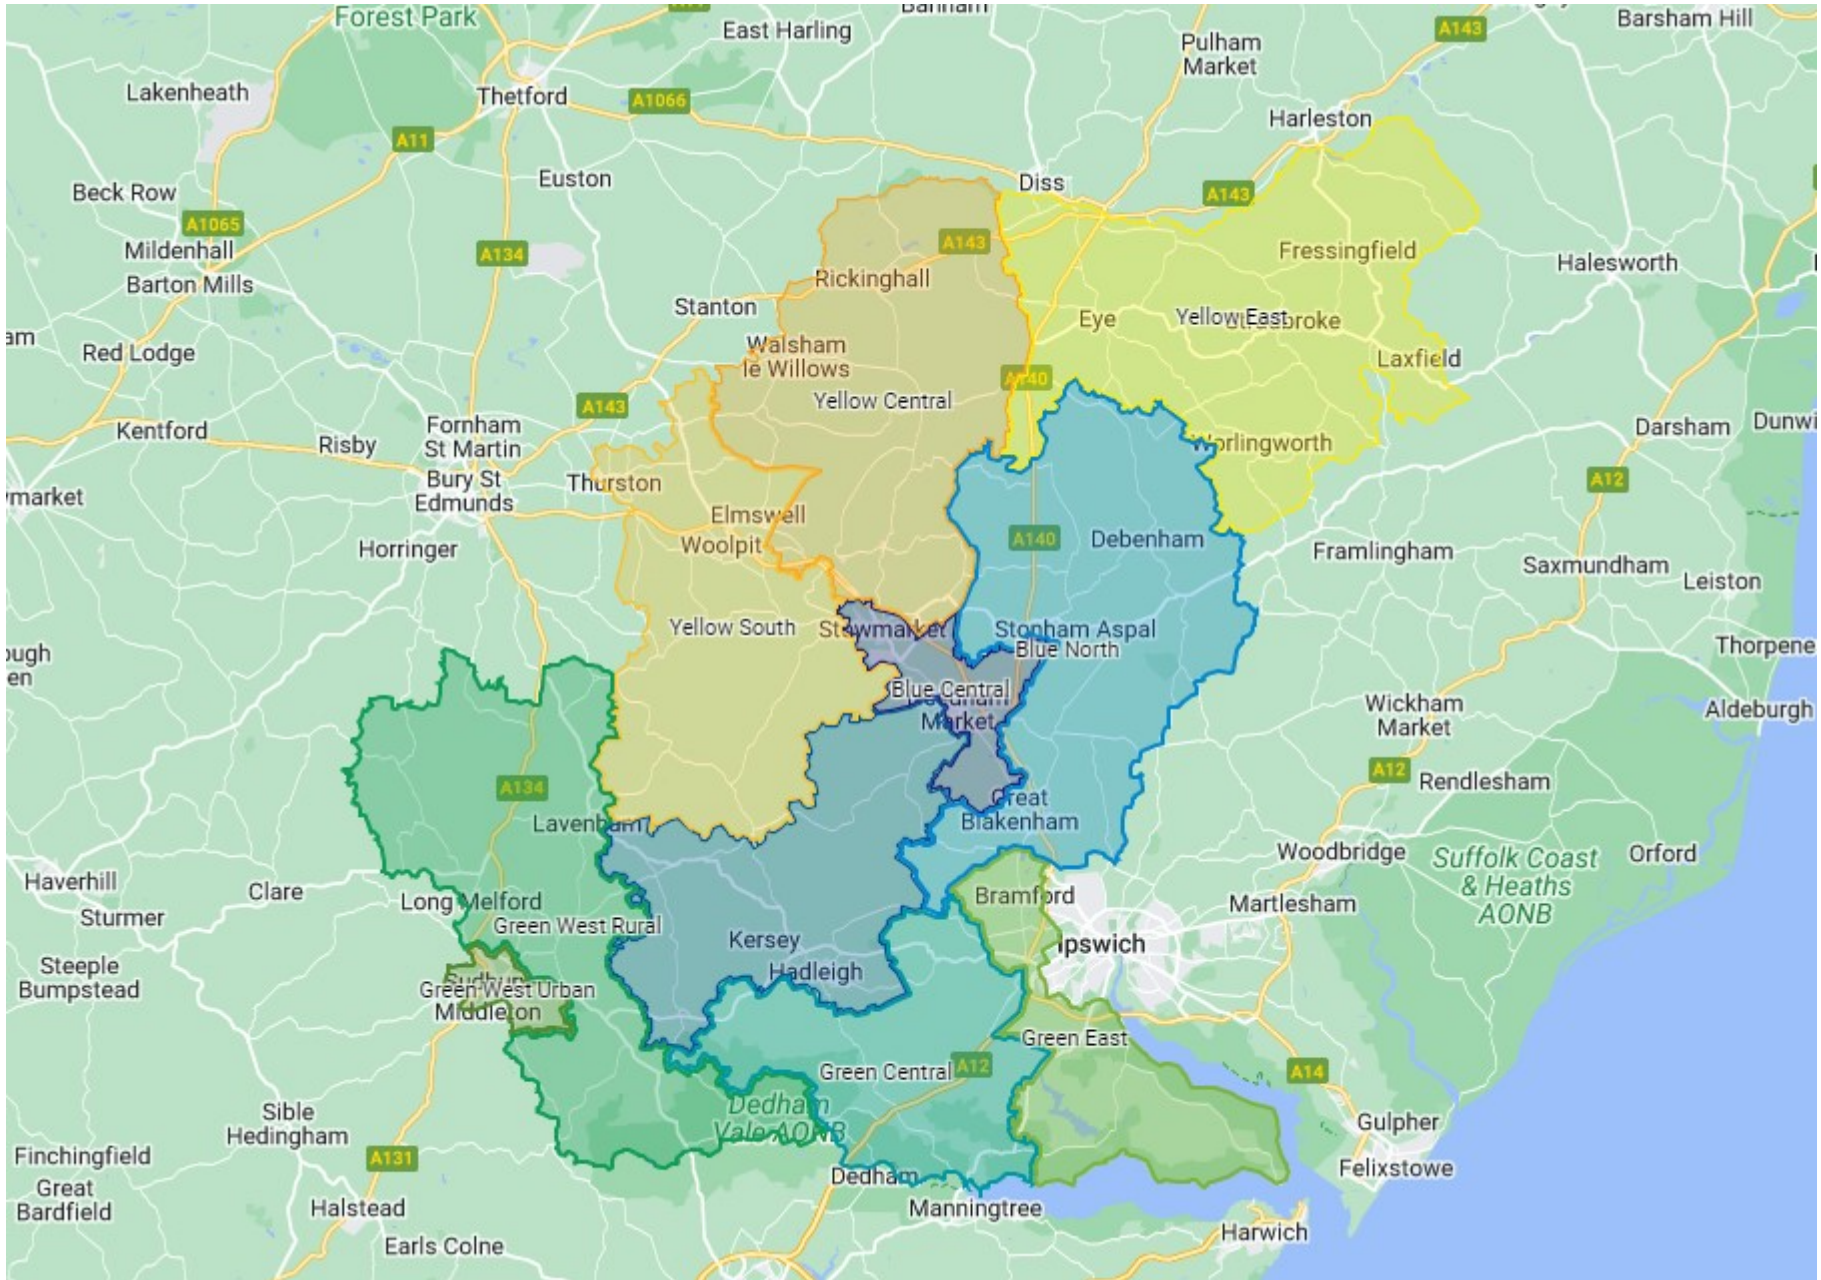 Forest Park
A11
Banham
East Harling
Pulham
Market
A143
Barsham Hill
Lakenheath
Thetford
A1066
A11
Harleston
Euston
Diss
A143
Beck Row
A1065
Mildenhall
Barton Mills
A134
A143
Fressingfield
Halesworth
Rickinghall
Stanton
Eye
Yellow East
Red Lodge
Walsham
le Willows
Laxfield
A140
Yellow Central
A143
Kentford
Risby
Fornham
St Martin
Worlingworth
Darsham
Bury St
Edmunds
Thurston
A12
Elmswell
Woolpit
A140
Debenham
Horringer
Framlingham
Saxmundham
Leiston
Yellow South
Stowmarket
Stonham Aspal
Blue North
Thorpene
Blue Central
Market
Wickham
Market
Aldeburgh
A134
A12
Rendlesham
Great
Blakenham
Lavenham
Woodbridge
Suffolk Coast
& Heaths
AONB
Orford
Haverhill
Clare
Sturmer
Long Melford
Bramford
Martlesham
Green West Rural
Kersey
Ipswich
Hadleigh
Steeple
Bumpstead
Green West Urban
Middleton
Green East
Green Central
A12
A14
Dedham
Vale AONB
Sible
Hedingham
Gulpher
Finchingfield
A131
Felixstowe
Great
Bardfield
Dedham
Halstead
Manningtree
Harwich
Earls Colne